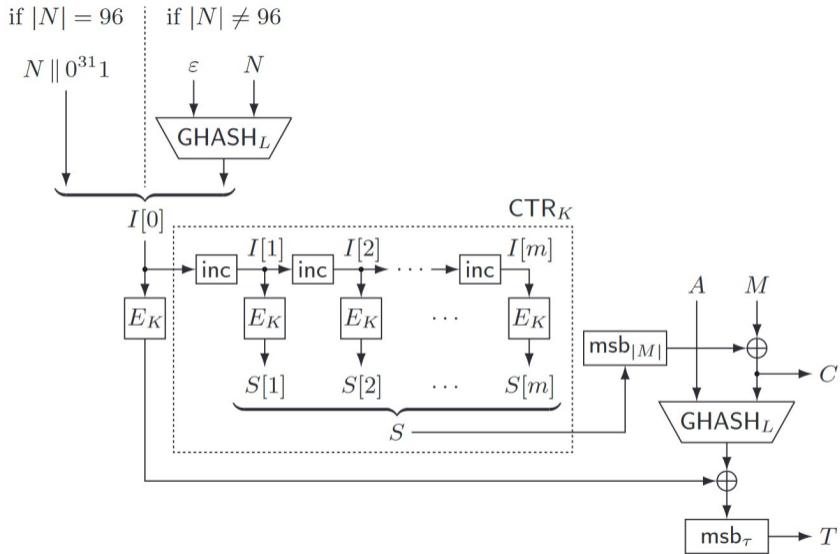 if |N| = 96 if |N| ≠ 96
N ∥ 0³¹1 ε N
GHASH_L
I[0]
CTR_K
inc I[1] inc I[2] · · · inc I[m]
A M
E_K E_K E_K · · · E_K
msb_|M|
C
S[1] S[2] · · · S[m]
S
GHASH_L
msb_τ T